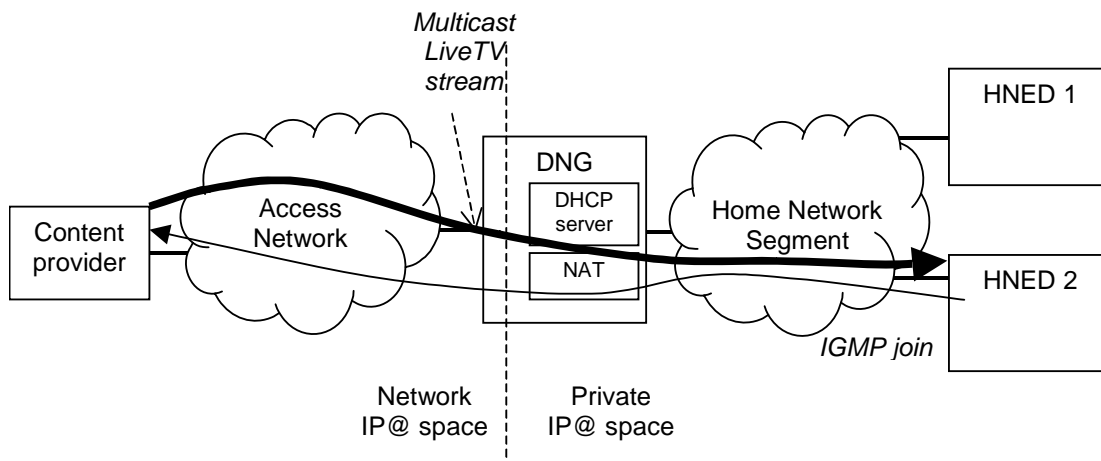 Multicast
LiveTV
stream
HNED 1
DNG
DHCP
server
Access
Network
Home Network
Segment
Content
provider
NAT
HNED 2
IGMP join
Network
IP@ space
Private
IP@ space